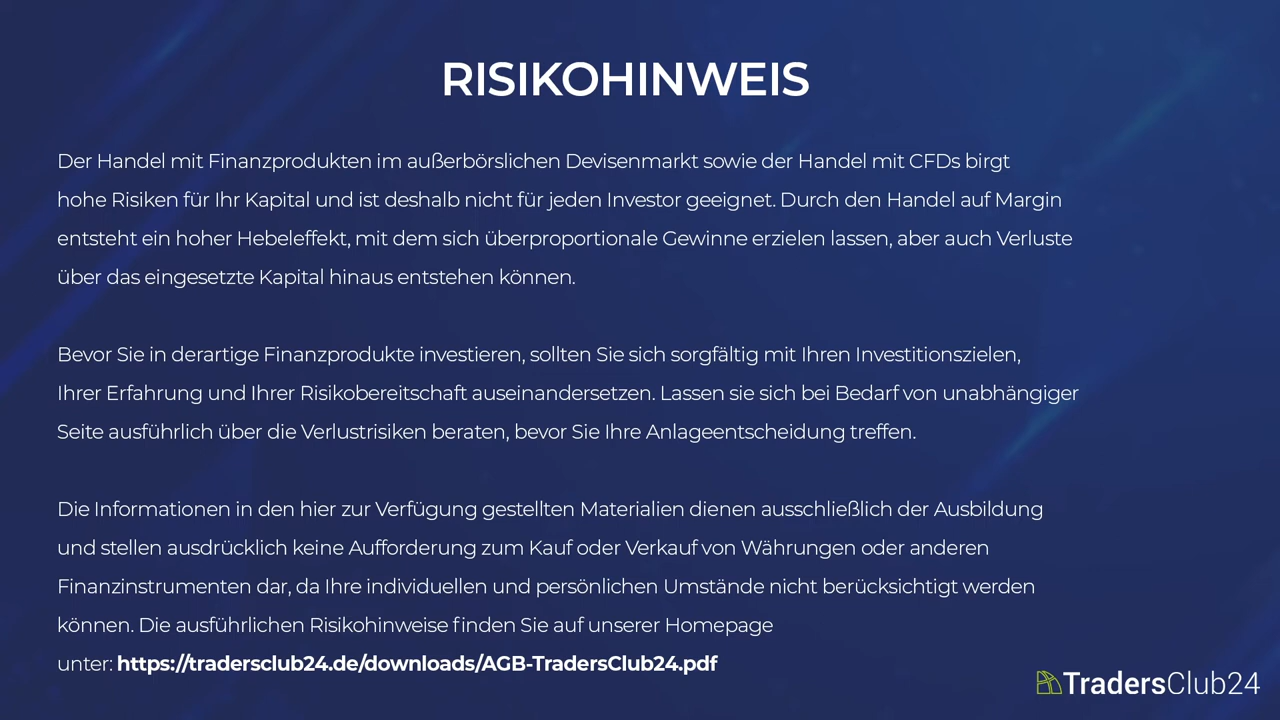 RISIKOHINWEIS
Der Handel mit Finanzprodukten im außerbörslichen Devisenmarkt sowie der Handel mit CFDs birgt
hohe Risiken für Ihr Kapital und ist deshalb nicht für jeden Investor geeignet. Durch den Handel auf Margin
entsteht ein hoher Hebeleffekt, mit dem sich überproportionale Gewinne erzielen lassen, aber auch Verluste
über das eingesetzte Kapital hinaus entstehen können.
Bevor Sie in derartige Finanzprodukte investieren, sollten Sie sich sorgfältig mit Ihren Investitionszielen,
Ihrer Erfahrung und Ihrer Risikobereitschaft auseinandersetzen. Lassen sie sich bei Bedarf von unabhängiger
Seite ausführlich über die Verlustrisiken beraten, bevor Sie Ihre Anlageentscheidung treffen.
Die Informationen in den hier zur Verfügung gestellten Materialien dienen ausschließlich der Ausbildung
und stellen ausdrücklich keine Aufforderung zum Kauf oder Verkauf von Währungen oder anderen
Finanzinstrumenten dar, da Ihre individuellen und persönlichen Umstände nicht berücksichtigt werden
können. Die ausführlichen Risikohinweise finden Sie auf unserer Homepage
unter: https://tradersclub24.de/downloads/AGB-TradersClub24.pdf
TradersClub24